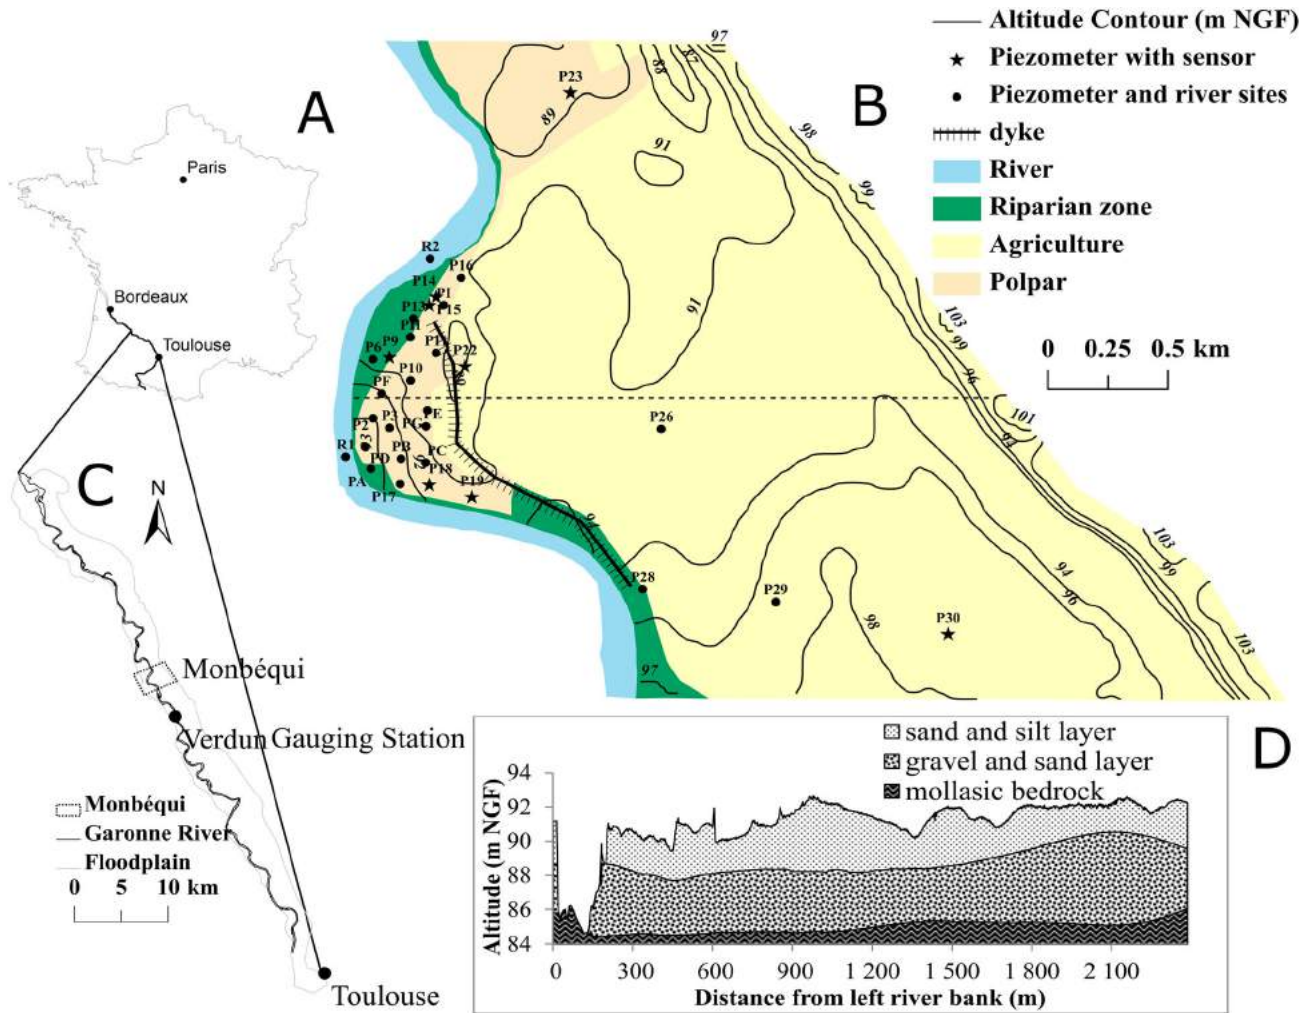 A
Paris
Bordeaux
Toulouse
B
Altitude Contour (m NGF)
Piezometer with sensor
Piezometer and river sites
dyke
River
Riparian zone
Agriculture
Polpar
0 0.25 0.5 km
97
88
87
P23
89
91
98
99
R2
P16
P14
P1
P13
P15
P11
P6
P9
P22
P10
PF
91
103
99
96
101
94
P2
P3
PE
PG
P26
R1
PD
PB
PC
P18
PA
P17
P19
94
P28
P29
P30
94
96
98
97
103
99
103
C
N
Monbéqui
Verdun Gauging Station
Monbéqui
Garonne River
Floodplain
0 5 10 km
Toulouse
D
sand and silt layer
gravel and sand layer
mollasic bedrock
Altitude (m NGF)
94
92
90
88
86
84
0 300 600 900 1 200 1 500 1 800 2 100
Distance from left river bank (m)